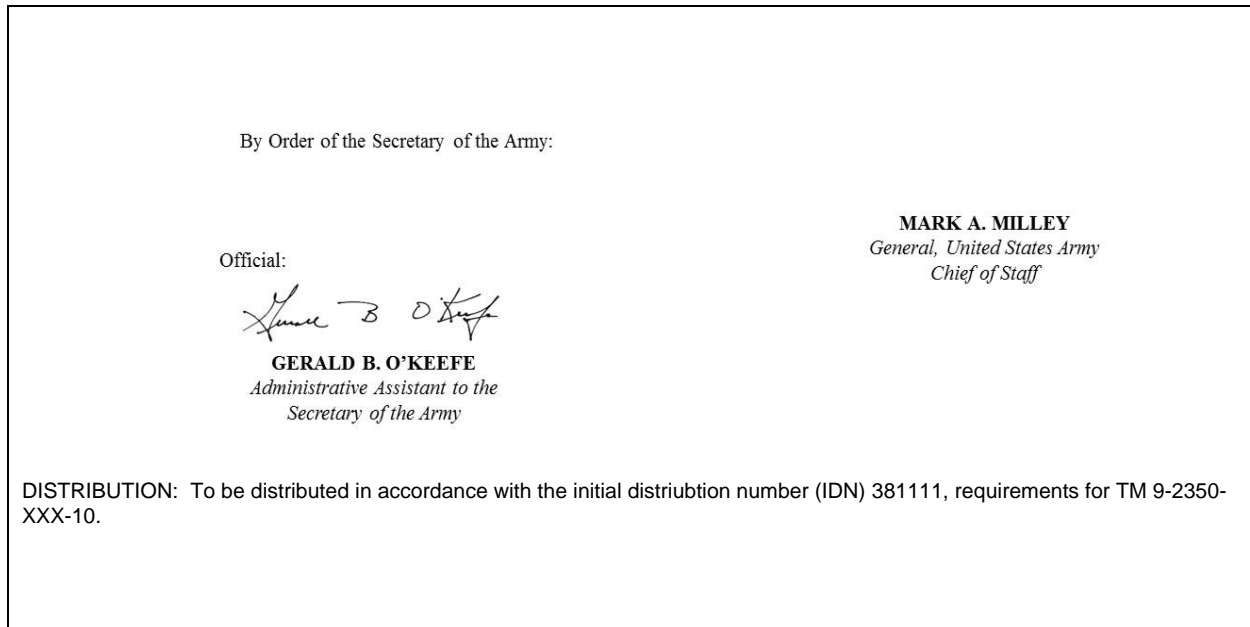 By Order of the Secretary of the Army:
MARK A. MILLEY
General, United States Army
Chief of Staff
Official:
Gerald B O'Keefe
GERALD B. O’KEEFE
Administrative Assistant to the
Secretary of the Army
DISTRIBUTION: To be distributed in accordance with the initial distriubtion number (IDN) 381111, requirements for TM 9-2350-
XXX-10.